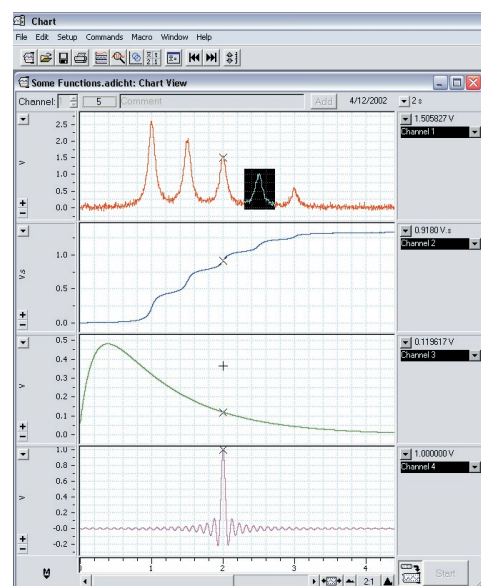 Chart
File Edit Setup Commands Macro Window Help
Some Functions.adicht: Chart View
Channel: 1 5 Comment Add 4/12/2002 2 s
1.505827 V
Channel 1
2.5
2.0
1.5
1.0
0.5
0.0
V
0.9180 V.s
Channel 2
1.0
0.5
0.0
V.s
0.119617 V
Channel 3
0.5
0.4
0.3
0.2
0.1
0.0
V
1.000000 V
Channel 4
1.0
0.8
0.6
0.4
0.2
-0.0
-0.2
V
1 2 3 4
2:1 Start